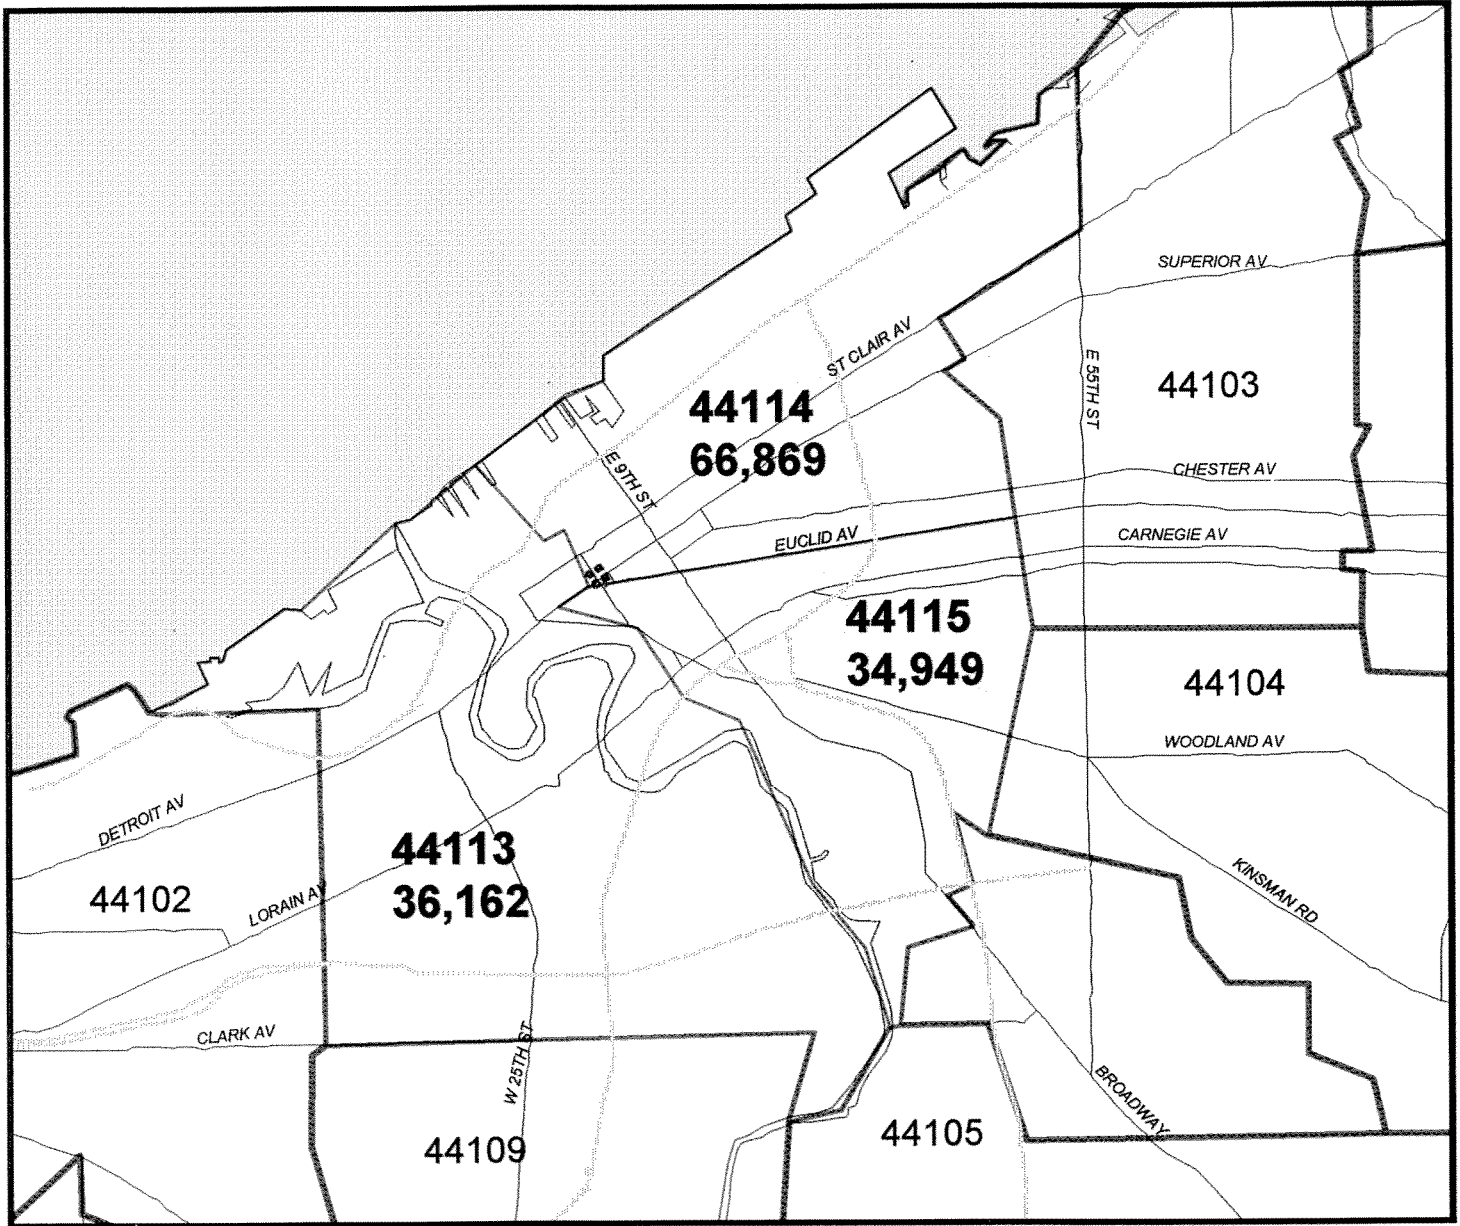 SUPERIOR AV
ST CLAIR AV
E 55TH ST
44103
44114
66,869
E 9TH ST
CHESTER AV
EUCLID AV
CARNEGIE AV
44115
34,949
44104
WOODLAND AV
DETROIT AV
44113
36,162
44102
LORAIN AV
KINSMAN RD
CLARK AV
W 25TH ST
BROADWAY
44105
44109